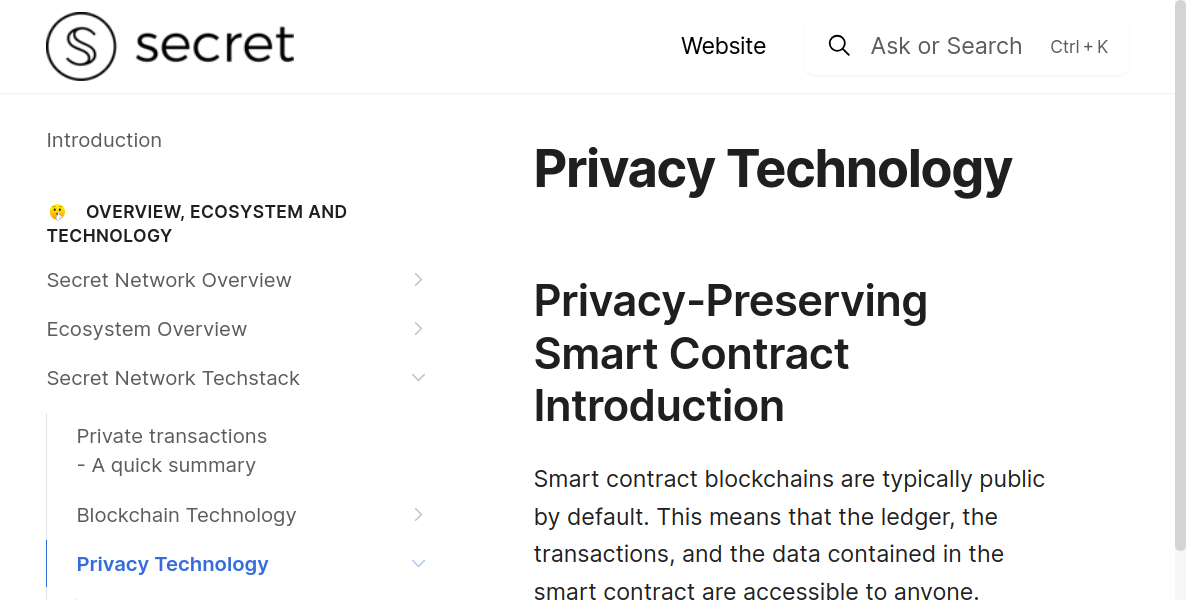 secret
Website
Ask or Search
Ctrl + K
Introduction
🤫 OVERVIEW, ECOSYSTEM AND
TECHNOLOGY
Secret Network Overview
Ecosystem Overview
Secret Network Techstack
Private transactions
- A quick summary
Blockchain Technology
Privacy Technology
Privacy Technology
Privacy-Preserving
Smart Contract
Introduction
Smart contract blockchains are typically public
by default. This means that the ledger, the
transactions, and the data contained in the
smart contract are accessible to anyone.